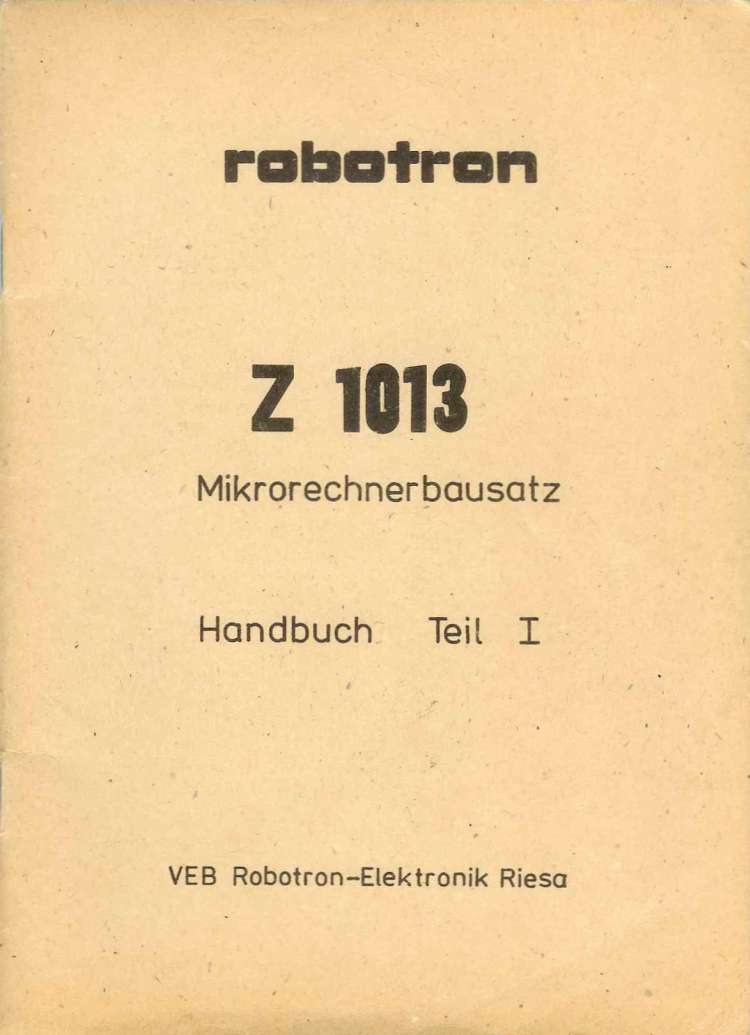 robotron
Z 1013
Mikrorechnerbausatz
Handbuch Teil I
VEB Robotron-Elektronik Riesa